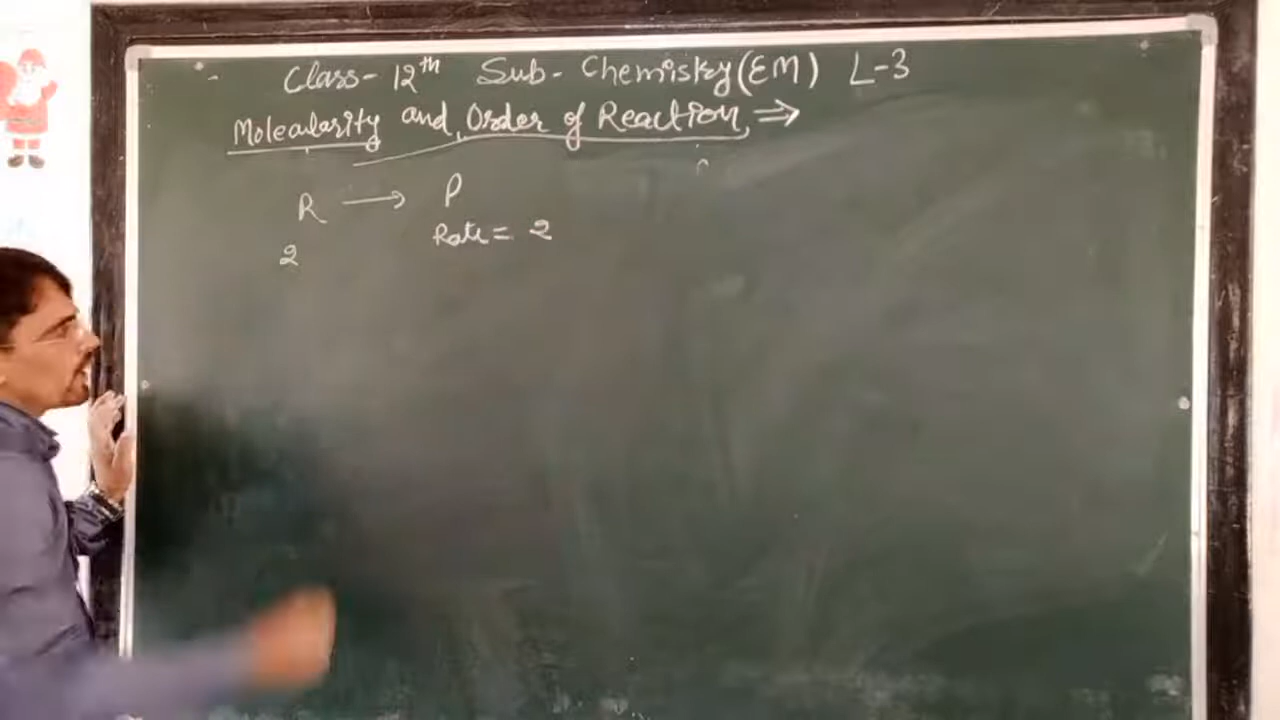 Class- 12th Sub- Chemistry (EM) L-3
Molecularity and Order of Reaction, ⇒
R ⟶ P
Rate = 2
2